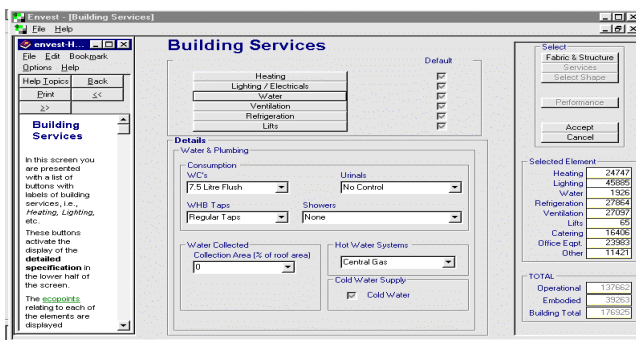 Envest - [Building Services]
File Help
envest-H...
File Edit Bookmark
Options Help
Help Topics Back
Print <<
>>
Building
Services
In this screen you
are presented
with a list of
buttons with
labels of building
services, i.e.,
Heating, Lighting,
etc.
These buttons
activate the
display of the
detailed
specification in
the lower half of
the screen.
The ecopoints
relating to each of
the elements are
displayed
Building Services
Default
Heating
Lighting / Electricals
Water
Ventilation
Refrigeration
Lifts
Details
Water & Plumbing
Consumption
WC's Urinals
7.5 Litre Flush No Control
WHB Taps Showers
Regular Taps None
Water Collected
Collection Area (% of roof area)
0
Hot Water Systems
Central Gas
Cold Water Supply
Cold Water
Select
Fabric & Structure
Services
Select Shape
Performance
Accept
Cancel
Selected Element
Heating 24747
Lighting 45885
Water 1926
Refrigeration 27864
Ventilation 27097
Lifts 65
Catering 16406
Office Eqpt. 23983
Other 11421
TOTAL
Operational 137662
Embodied 39263
Building Total 176925